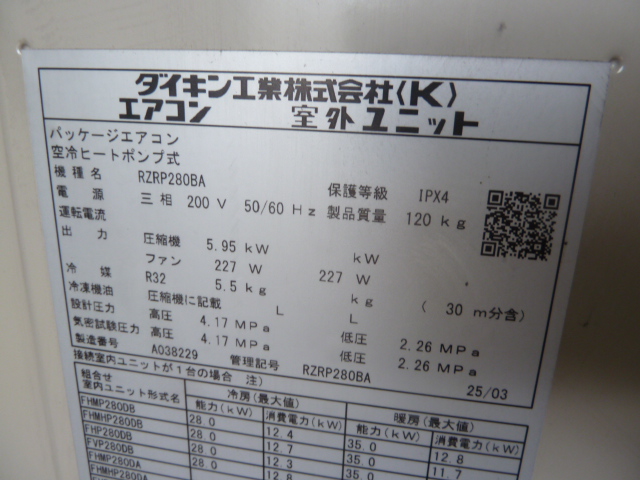 ダイキン工業株式会社〈K〉
エアコン 室外ユニット
パッケージエアコン
空冷ヒートポンプ式
機種名 RZRP280BA 保護等級 IPX4
電源 三相 200 V 50/60 Hz 製品質量 120 kg
運転電流
出力 圧縮機 5.95 kW kW
ファン 227 W 227 W
冷媒 R32 5.5 kg kg ( 30 m分含)
冷凍機油 圧縮機に記載 L L
設計圧力 高圧 4.17 MPa 低圧 2.26 MPa
気密試験圧力 高圧 4.17 MPa 低圧 2.26 MPa
製造番号 A038229 管理記号 RZRP280BA 25/03
接続室内ユニットが1台の場合 注)
組合せ 冷房(最大値) 暖房(最大値)
室内ユニット形式名 能力(kW) 消費電力(kW) 能力(kW) 消費電力(kW)
FHMP280DB 28.0 12.4 35.0 12.8
FHMHP280DB 28.0 12.7 35.0 11.7
FHP280DB 28.0 12.3 35.0
FVP280DB 28.0 12.8
FHMP280DA
FHMHP280DA